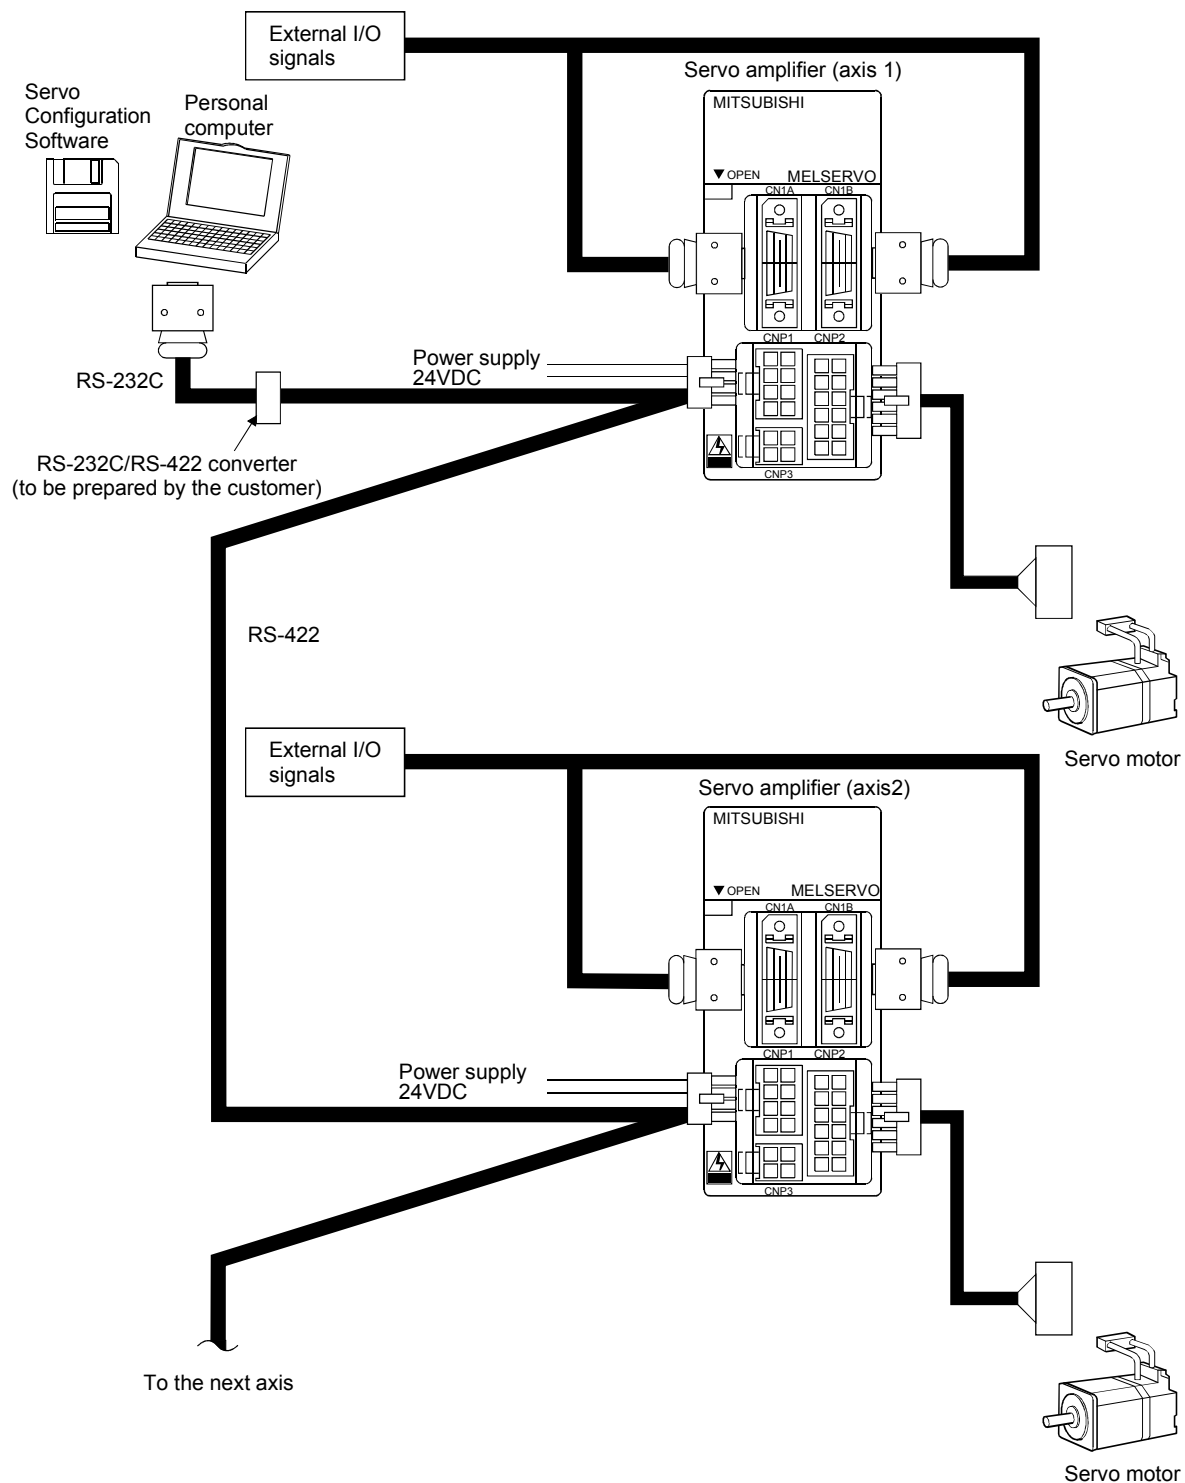 External I/O
signals
Servo amplifier (axis 1)
Servo
Configuration
Software
Personal
computer
MITSUBISHI
▼ OPEN
MELSERVO
CN1A
CN1B
CNP1
CNP2
Power supply
24VDC
RS-232C
RS-232C/RS-422 converter
(to be prepared by the customer)
CNP3
RS-422
Servo motor
External I/O
signals
Servo amplifier (axis2)
MITSUBISHI
▼ OPEN
MELSERVO
CN1A
CN1B
CNP1
CNP2
Power supply
24VDC
CNP3
To the next axis
Servo motor